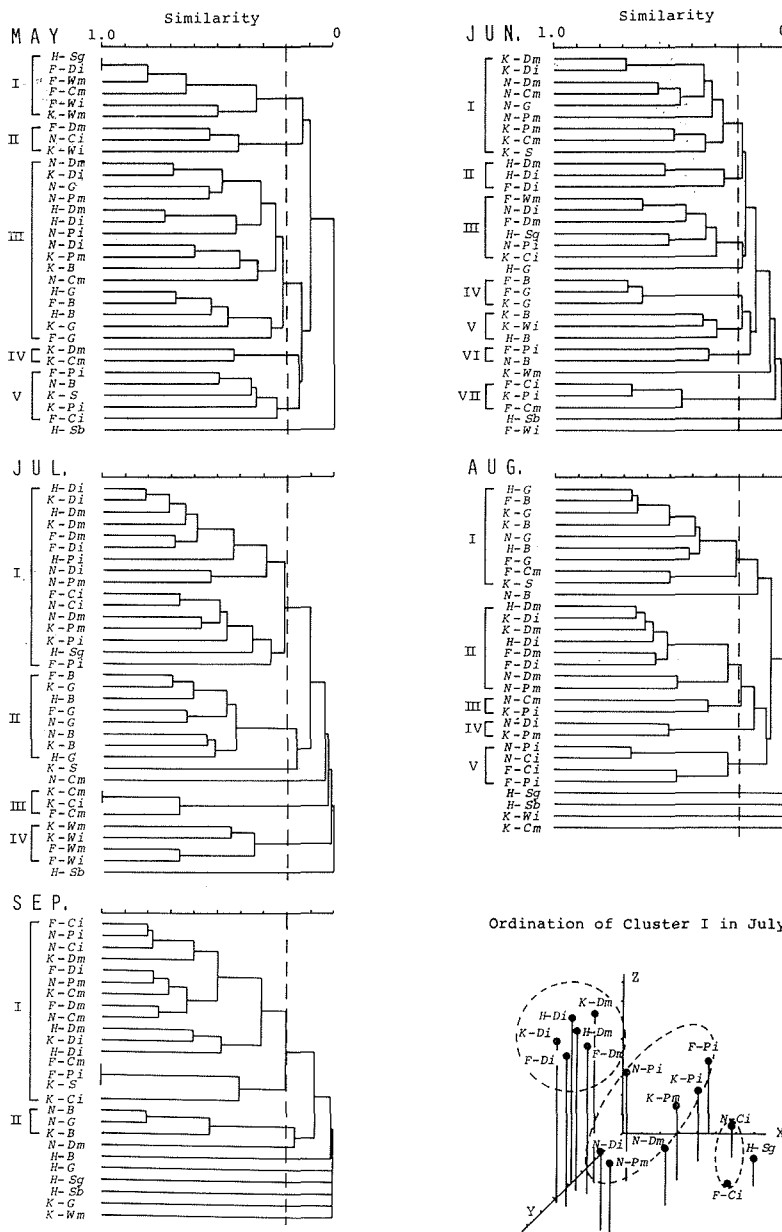 Similarity
MAY 1.0 0
H-Sg
F-Di
F-Wm
F-Cm
F-Wi
K-Wm
I
F-Dm
N-Ci
K-Wi
II
N-Dm
K-Di
N-G
N-Pm
H-Dm
H-Di
N-Pi
N-Di
K-Pm
K-B
N-Cm
H-G
F-B
H-B
K-G
F-G
III
K-Dm
K-Cm
IV
F-Pi
N-B
K-S
K-Pi
F-Ci
V
H-Sb
Similarity
JUN. 1.0 0
K-Dm
K-Di
N-Dm
N-Cm
N-G
N-Pm
K-Pm
K-Cm
K-S
I
H-Dm
H-Di
F-Di
II
F-Wm
N-Di
F-Dm
H-Sg
N-Pi
K-Ci
III
H-G
F-B
F-G
K-G
IV
K-B
K-Wi
H-B
V
F-Pi
N-B
VI
K-Wm
F-Ci
K-Pi
F-Cm
VII
H-Sb
F-Wi
JUL.
H-Di
K-Di
H-Dm
K-Dm
F-Dm
F-Di
H-Pi
N-Di
N-Pm
F-Ci
N-Ci
N-Dm
K-Pm
K-Pi
H-Sg
F-Pi
I
F-B
K-G
H-B
F-G
N-G
N-B
K-B
H-G
II
K-S
N-Cm
K-Cm
K-Ci
F-Cm
III
K-Wm
K-Wi
F-Wm
F-Wi
IV
H-Sb
AUG.
H-G
F-B
K-G
K-B
N-G
H-B
F-G
F-Cm
K-S
I
N-B
H-Dm
K-Di
K-Dm
H-Di
F-Dm
F-Di
N-Dm
N-Pm
II
N-Cm
K-Pi
III
N-Di
K-Pm
IV
N-Pi
N-Ci
F-Ci
F-Pi
V
H-Sg
H-Sb
K-Wi
K-Cm
SEP.
F-Ci
N-Pi
N-Ci
K-Dm
F-Di
N-Pm
K-Cm
F-Dm
N-Cm
H-Dm
K-Di
H-Di
F-Cm
F-Pi
K-S
K-Ci
I
N-B
N-G
K-B
II
N-Dm
H-B
H-G
H-Sg
H-Sb
K-G
K-Wm
Ordination of Cluster I in July
Z
K-Dm
H-Di
K-Di
H-Dm
F-Di
F-Dm
F-Pi
N-Pi
K-Pi
K-Pm
N-Ci
X
N-Di
N-Dm
H-Sg
N-Pm
F-Ci
Y